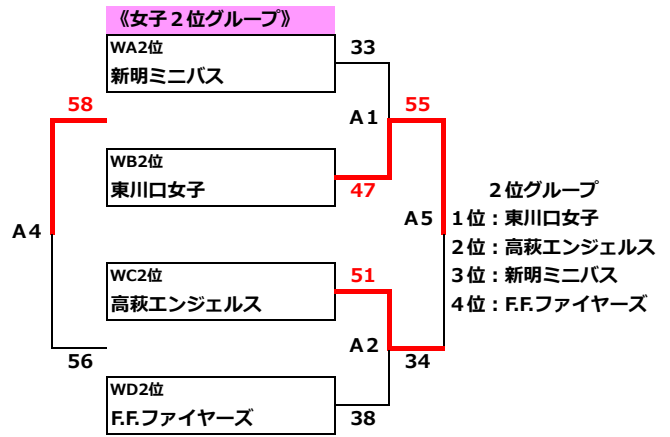 《女子２位グループ》
WA2位
新明ミニバス
33
58
A1
55
WB2位
東川口女子
47
２位グループ
A5
１位：東川口女子
A4
２位：高萩エンジェルス
WC2位
高萩エンジェルス
51
３位：新明ミニバス
４位：F.F.ファイヤーズ
A2
56
34
WD2位
F.F.ファイヤーズ
38